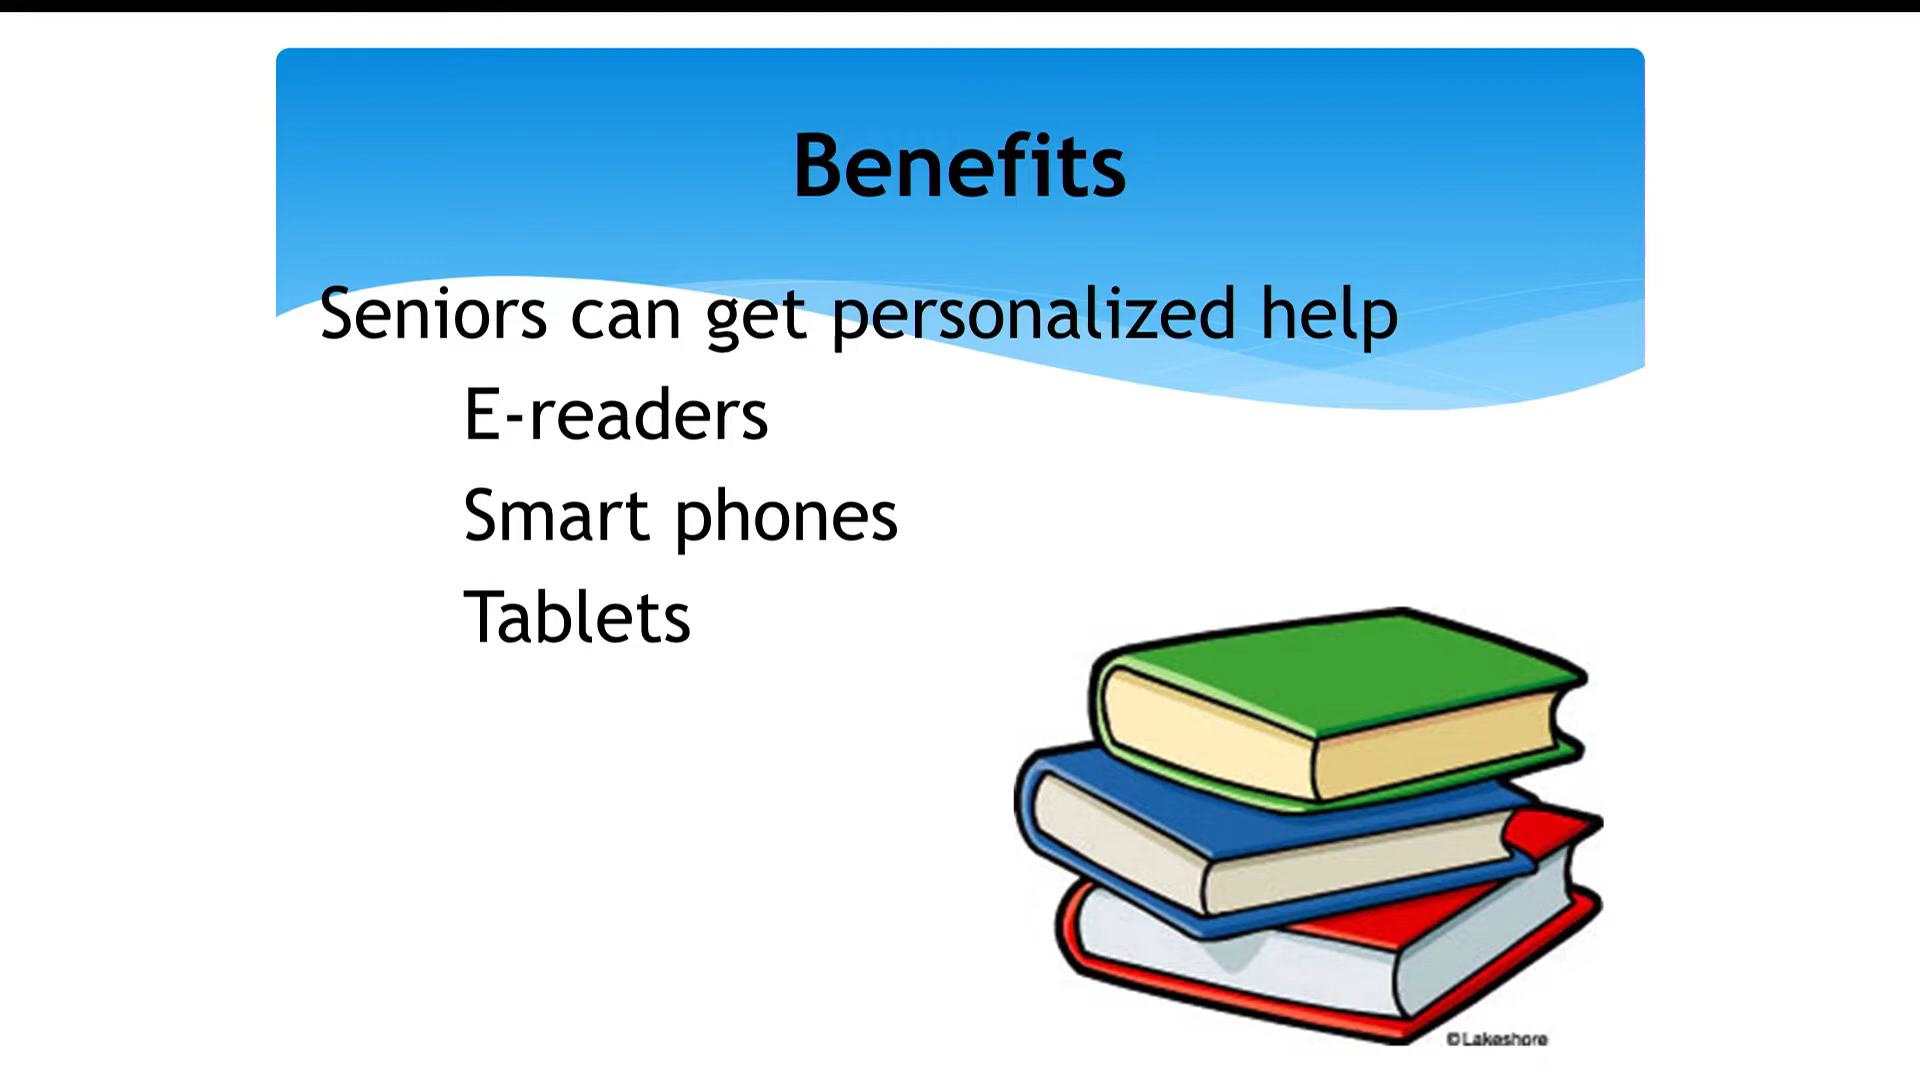 Benefits
Seniors can get personalized help
E-readers
Smart phones
Tablets
©Lakeshore